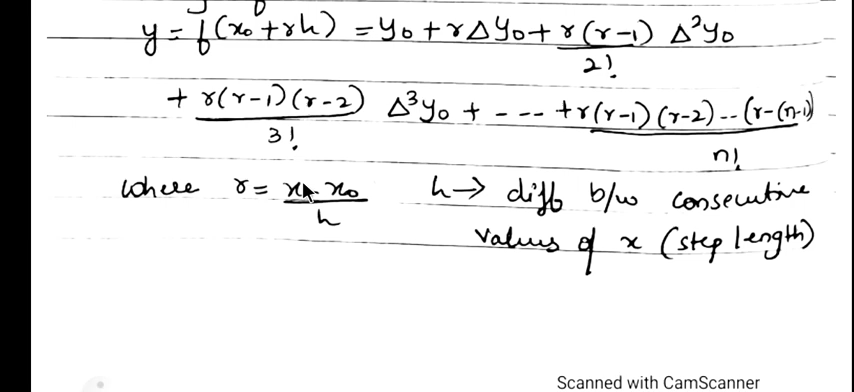 y = f(x₀ + rh) = y₀ + rΔy₀ + r(r-1)/2! Δ²y₀
+ r(r-1)(r-2)/3! Δ³y₀ + - -- + r(r-1)(r-2)--(r-(n-1)/n!
where r = x - x₀/h h → diff b/w consecutive
values of x (step length)
Scanned with CamScanner